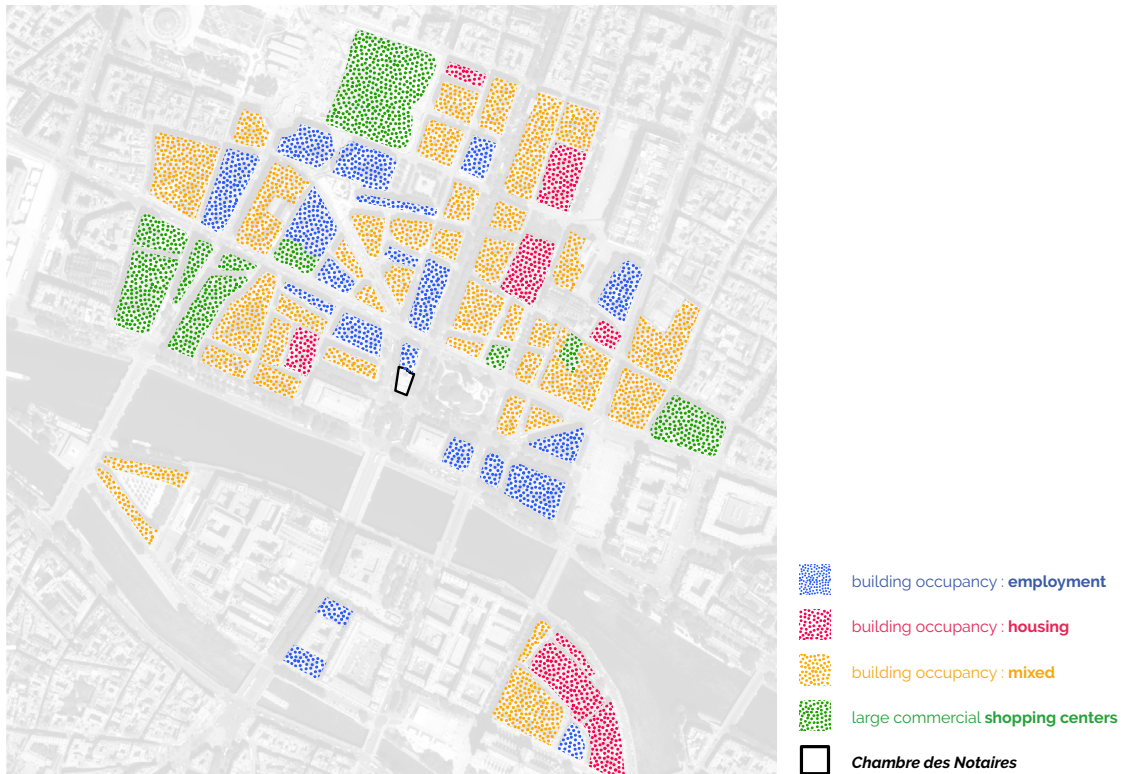 building occupancy : employment
building occupancy : housing
building occupancy : mixed
large commercial shopping centers
Chambre des Notaires